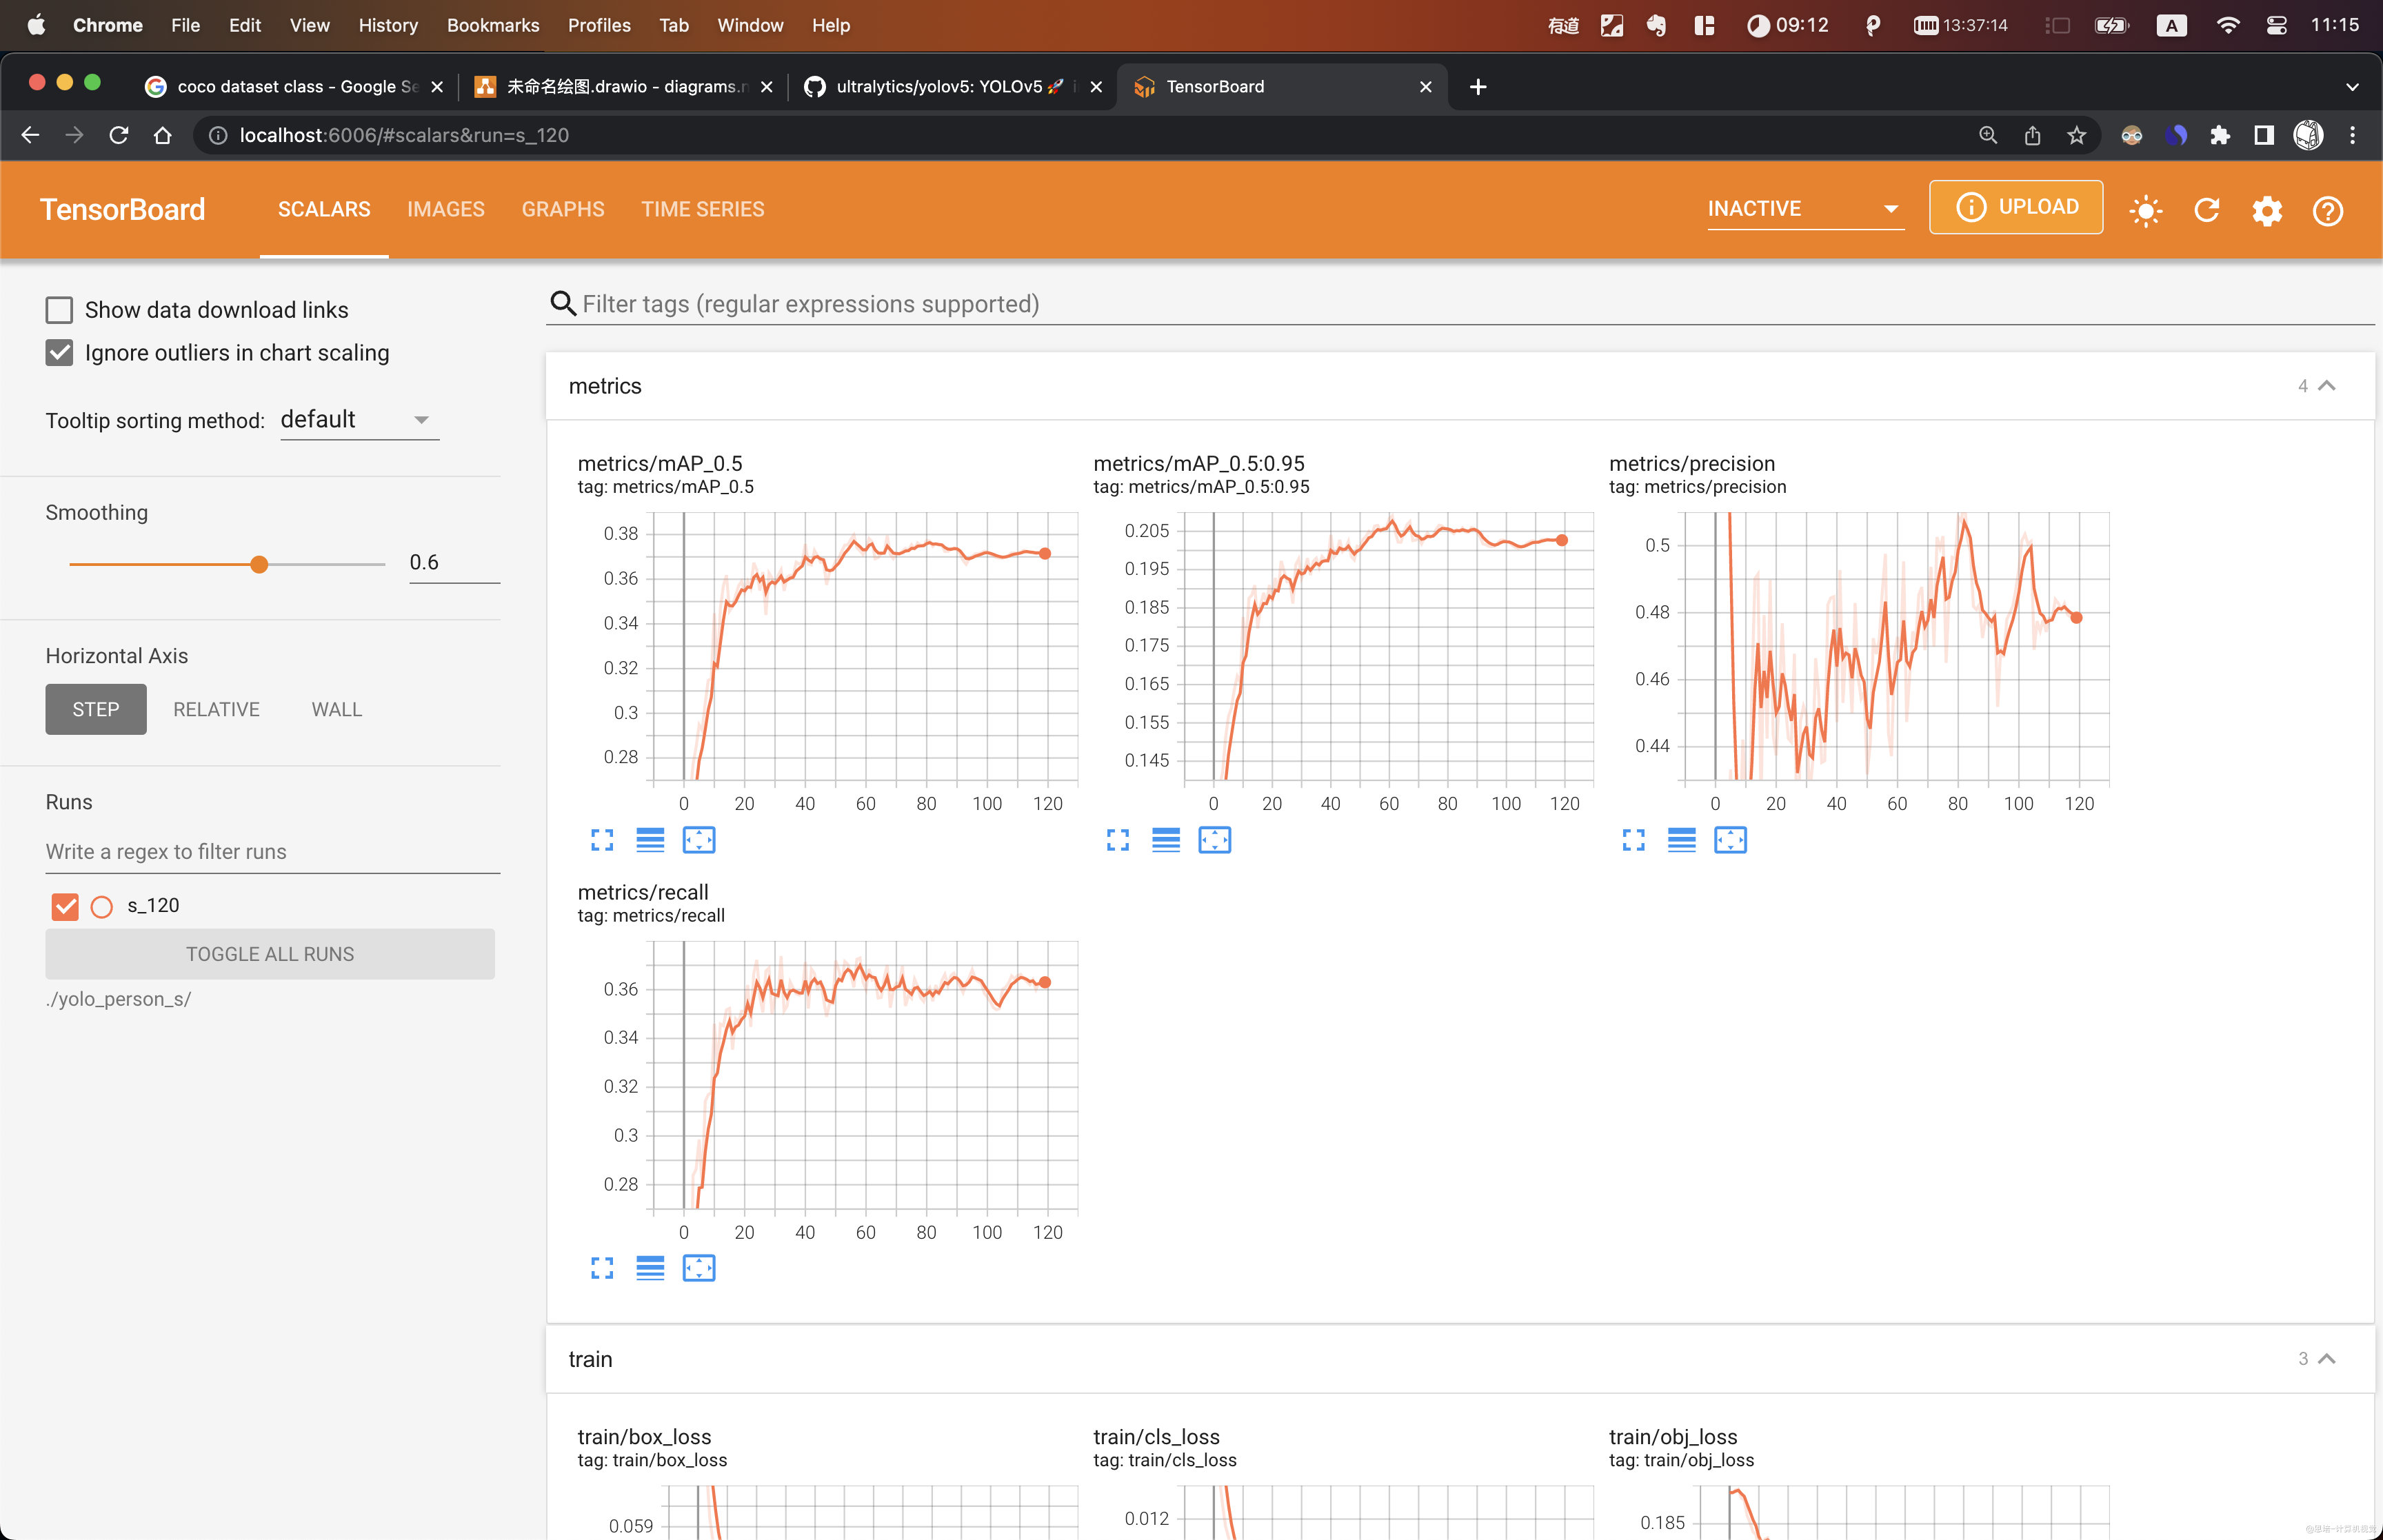 Chrome File Edit View History Bookmarks Profiles Tab Window Help 有道 09:12 13:37:14 A 11:15
coco dataset class - Google Se 未命名绘图.drawio - diagrams.n ultralytics/yolov5: YOLOv5 🚀 i TensorBoard
localhost:6006/#scalars&run=s_120
TensorBoard SCALARS IMAGES GRAPHS TIME SERIES INACTIVE UPLOAD
Show data download links
Ignore outliers in chart scaling
Tooltip sorting method: default
Smoothing
0.6
Horizontal Axis
STEP RELATIVE WALL
Runs
Write a regex to filter runs
s_120
TOGGLE ALL RUNS
./yolo_person_s/
Filter tags (regular expressions supported)
metrics 4
metrics/mAP_0.5
tag: metrics/mAP_0.5
0.38
0.36
0.34
0.32
0.3
0.28
0 20 40 60 80 100 120
metrics/mAP_0.5:0.95
tag: metrics/mAP_0.5:0.95
0.205
0.195
0.185
0.175
0.165
0.155
0.145
0 20 40 60 80 100 120
metrics/precision
tag: metrics/precision
0.5
0.48
0.46
0.44
0 20 40 60 80 100 120
metrics/recall
tag: metrics/recall
0.36
0.34
0.32
0.3
0.28
0 20 40 60 80 100 120
train 3
train/box_loss
tag: train/box_loss
0.059
train/cls_loss
tag: train/cls_loss
0.012
train/obj_loss
tag: train/obj_loss
0.185